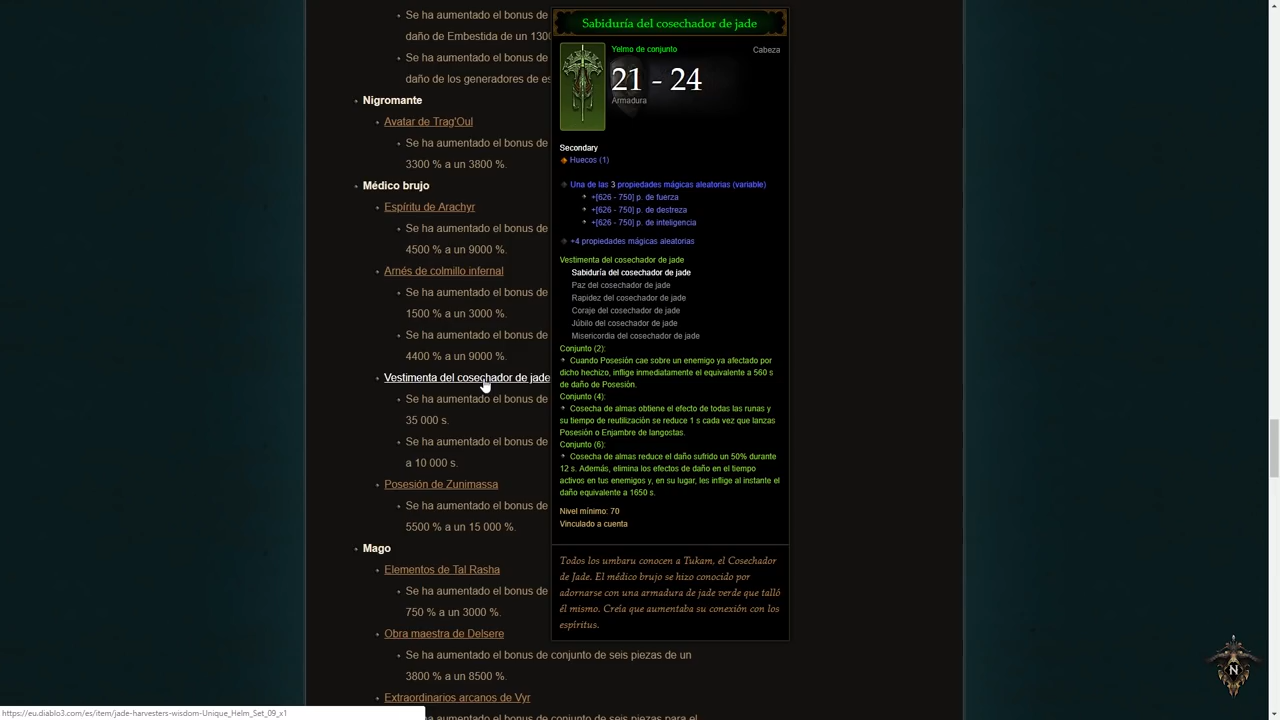 Se ha aumentado el bonus de
daño de Embestida de un 130
Se ha aumentado el bonus de
daño de los generadores de es
Nigromante
Avatar de Trag'Oul
Se ha aumentado el bonus de
3300 % a un 3800 %.
Médico brujo
Espíritu de Arachyr
Se ha aumentado el bonus de
4500 % a un 9000 %.
Arnés de colmillo infernal
Se ha aumentado el bonus de
1500 % a un 3000 %.
Se ha aumentado el bonus de
4400 % a un 9000 %.
Vestimenta del cosechador de jade
Se ha aumentado el bonus de
35 000 s.
Se ha aumentado el bonus de
a 10 000 s.
Posesión de Zunimassa
Se ha aumentado el bonus de
5500 % a un 15 000 %.
Mago
Elementos de Tal Rasha
Se ha aumentado el bonus de
750 % a un 3000 %.
Obra maestra de Delsere
Se ha aumentado el bonus de conjunto de seis piezas de un
3800 % a un 8500 %.
Extraordinarios arcanos de Vyr
ha aumentado el bonus de conjunto de seis piezas para el
Sabiduría del cosechador de jade
Yelmo de conjunto
Cabeza
21 - 24
Armadura
Secondary
Huecos (1)
Una de las 3 propiedades mágicas aleatorias (variable)
+[626 - 750] p. de fuerza
+[626 - 750] p. de destreza
+[626 - 750] p. de inteligencia
+4 propiedades mágicas aleatorias
Vestimenta del cosechador de jade
Sabiduría del cosechador de jade
Paz del cosechador de jade
Rapidez del cosechador de jade
Coraje del cosechador de jade
Júbilo del cosechador de jade
Misericordia del cosechador de jade
Conjunto (2):
Cuando Posesión cae sobre un enemigo ya afectado por
dicho hechizo, inflige inmediatamente el equivalente a 560 s
de daño de Posesión.
Conjunto (4):
Cosecha de almas obtiene el efecto de todas las runas y
su tiempo de reutilización se reduce 1 s cada vez que lanzas
Posesión o Enjambre de langostas.
Conjunto (6):
Cosecha de almas reduce el daño sufrido un 50% durante
12 s. Además, elimina los efectos de daño en el tiempo
activos en tus enemigos y, en su lugar, les inflige al instante el
daño equivalente a 1650 s.
Nivel mínimo: 70
Vinculado a cuenta
Todos los umbaru conocen a Tukam, el Cosechador
de Jade. El médico brujo se hizo conocido por
adornarse con una armadura de jade verde que talló
él mismo. Creía que aumentaba su conexión con los
espíritus.
https://eu.diablo3.com/es/item/jade-harvesters-wisdom-Unique_Helm_Set_09_x1
N